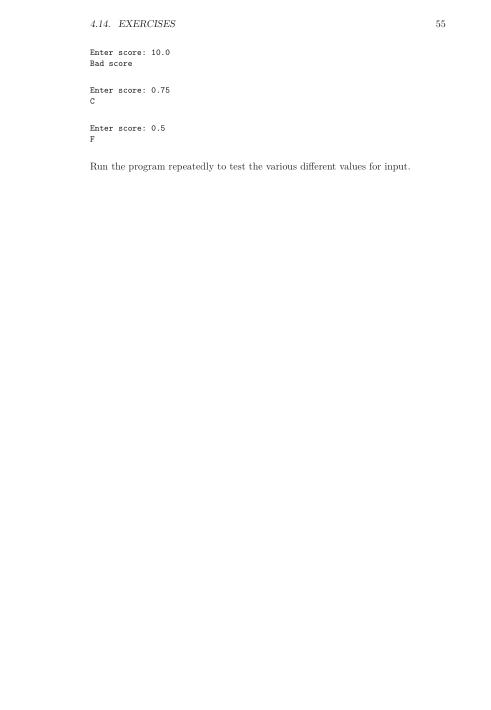 4.14. EXERCISES 55
Enter score: 10.0
Bad score
Enter score: 0.75
C
Enter score: 0.5
F
Run the program repeatedly to test the various different values for input.